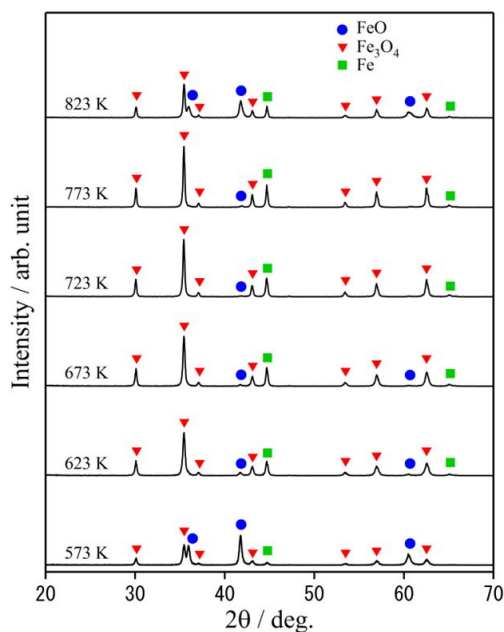 FeO
Fe₃O₄
Fe
823 K
773 K
723 K
673 K
623 K
573 K
Intensity / arb. unit
20 30 40 50 60 70
2θ / deg.